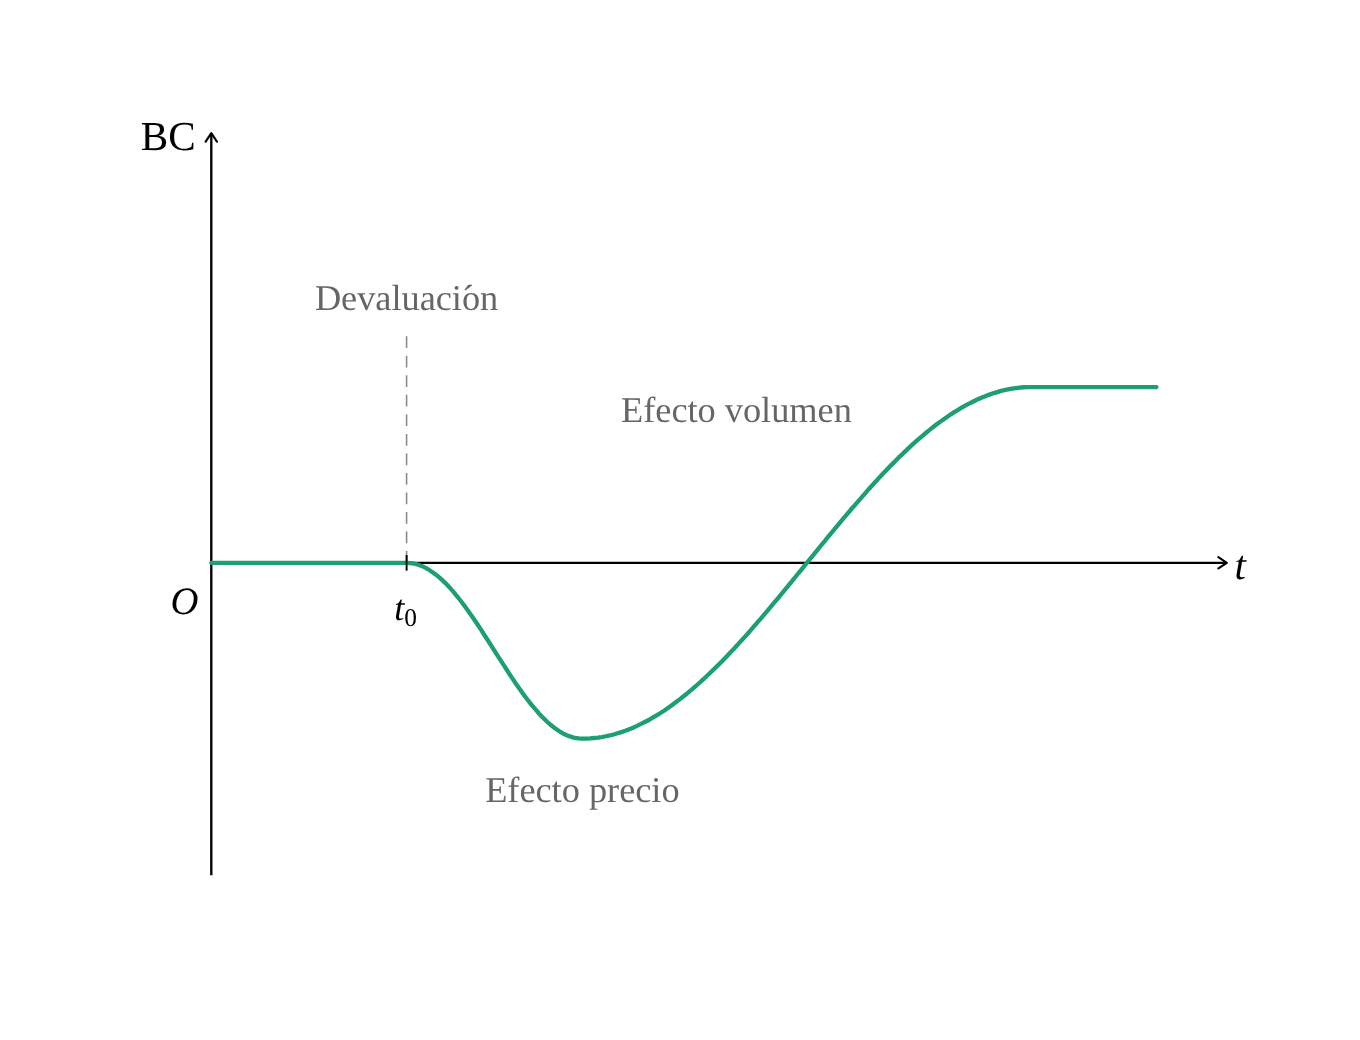 BC
Devaluación
Efecto volumen
t
O
t₀
Efecto precio